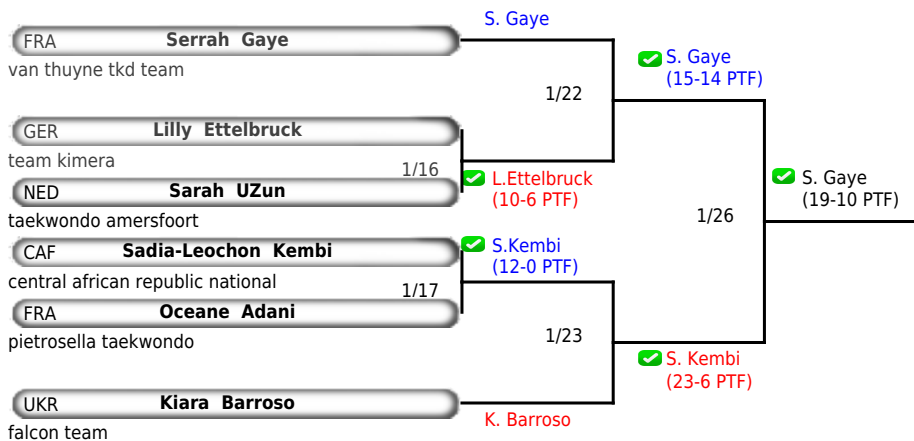 S. Gaye
FRA Serrah Gaye
van thuyne tkd team
S. Gaye
(15-14 PTF)
1/22
GER Lilly Ettelbruck
team kimera
1/16
L.Ettelbruck
(10-6 PTF)
NED Sarah UZun
taekwondo amersfoort
S. Gaye
(19-10 PTF)
1/26
CAF Sadia-Leochon Kembi
central african republic national
S.Kembi
(12-0 PTF)
1/17
FRA Oceane Adani
pietrosella taekwondo
1/23
S. Kembi
(23-6 PTF)
UKR Kiara Barroso
falcon team
K. Barroso